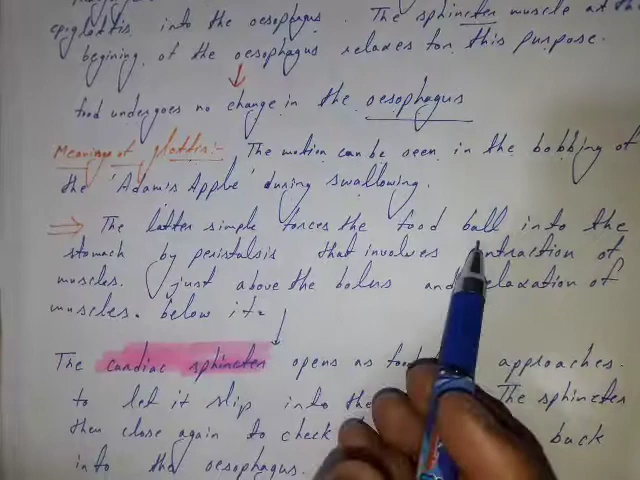 epiglottis into the oesophagus. The sphincter muscle at the
begining of the oesophagus relaxes for this purpose.
food undergoes no change in the oesophagus
Meaning of glottis:- The motion can be seen in the bobbing of
the 'Adam's Apple' during swallowing.
⇒ The latter simple forces the food ball into the
stomach by peristalsis that involves contraction of
muscles. just above the bolus and relaxation of
muscles. below it.
The cardiac sphincter opens as food approaches.
to let it slip into the The sphincter
then close again to check back
into the oesophagus.